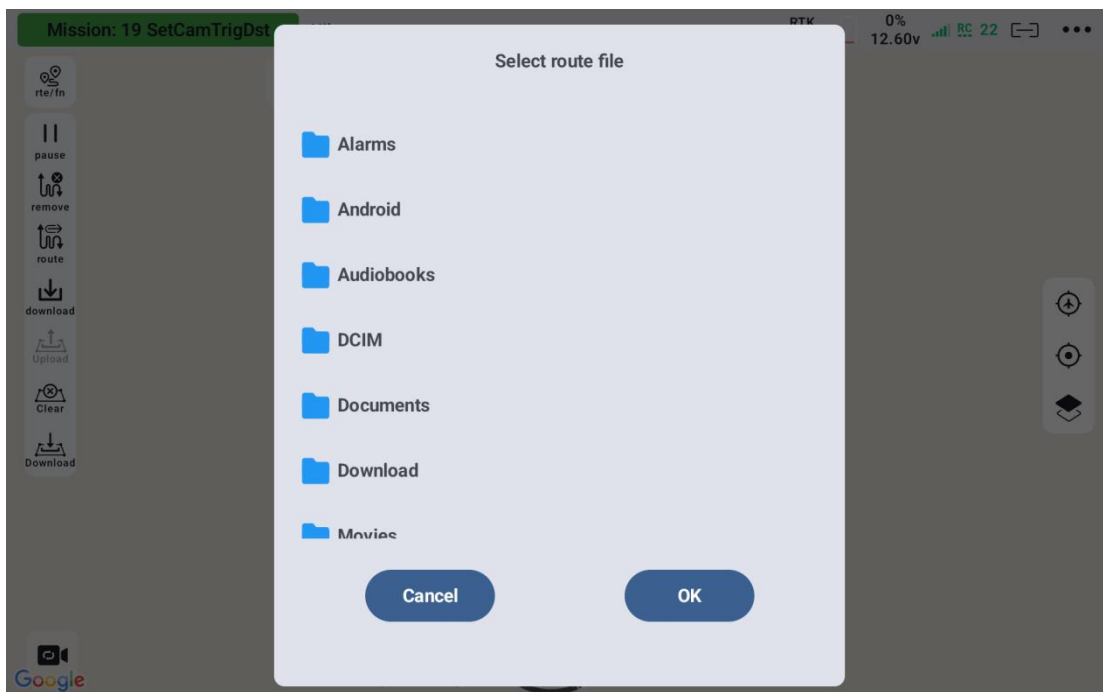 Mission: 19 SetCamTrigDst
RTK
0%
12.60v
RC 22
Select route file
rte/fn
pause
remove
route
download
Upload
Clear
Download
Alarms
Android
Audiobooks
DCIM
Documents
Download
Movies
Cancel
OK
Google